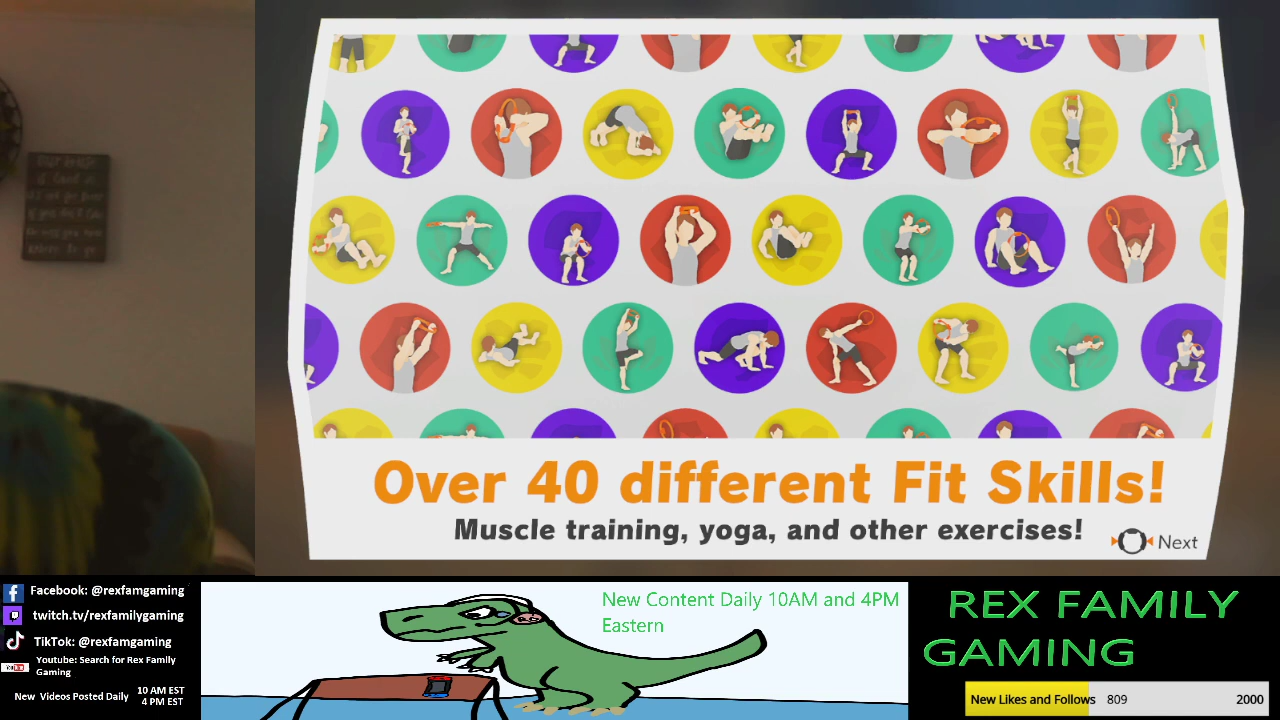 Over 40 different Fit Skills!
Muscle training, yoga, and other exercises!
Next
Facebook: @rexfamgaming
twitch.tv/rexfamilygaming
TikTok: @rexfamgaming
Youtube: Search for Rex Family
Gaming
New Videos Posted Daily
10 AM EST
4 PM EST
New Content Daily 10AM and 4PM
Eastern
REX FAMILY
GAMING
New Likes and Follows 809 2000